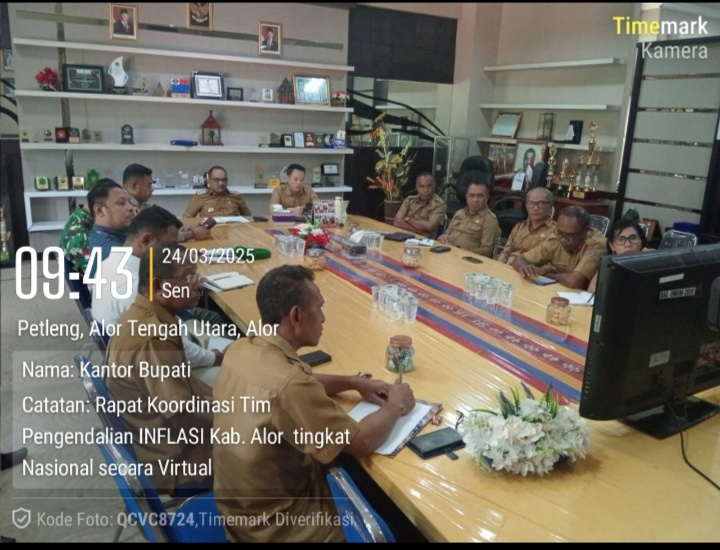 Timemark
Kamera
09:43
24/03/2025
Sen
Petleng, Alor Tengah Utara, Alor
Nama: Kantor Bupati
Catatan: Rapat Koordinasi Tim
Pengendalian INFLASI Kab. Alor tingkat
Nasional secara Virtual
Kode Foto: QCVC8724,Timemark Diverifikasi